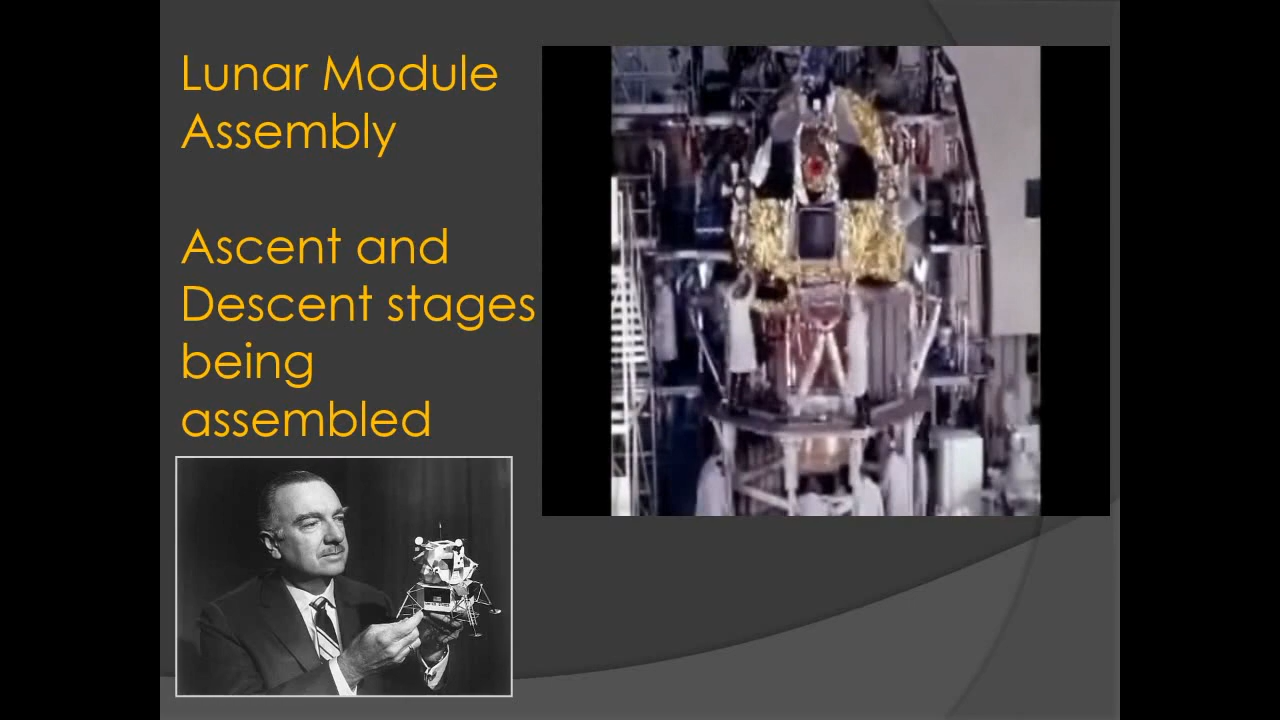 Lunar Module
Assembly
Ascent and
Descent stages
being
assembled